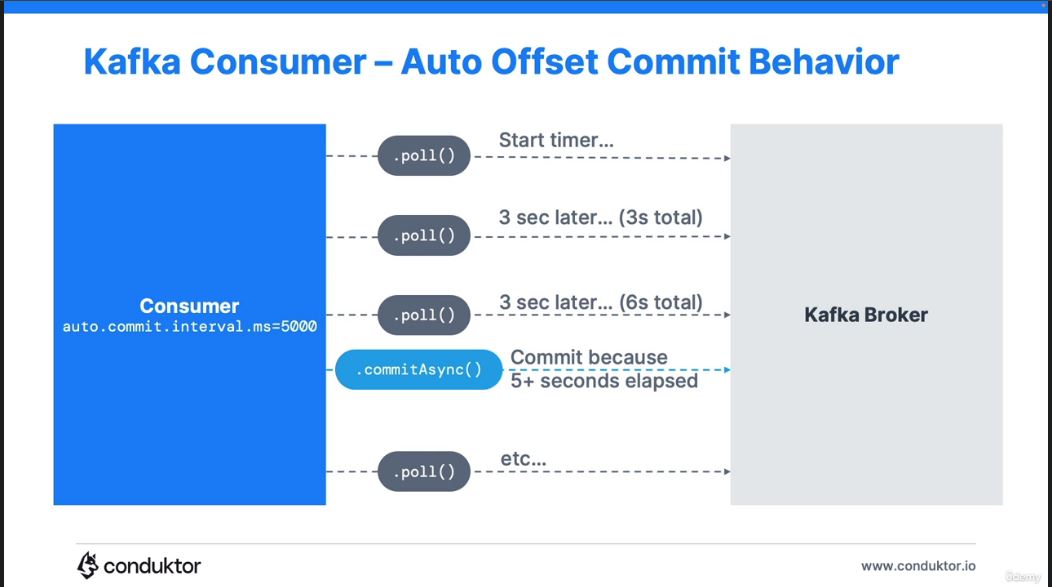 Kafka Consumer – Auto Offset Commit Behavior
.poll()
Start timer...
.poll()
3 sec later... (3s total)
Consumer
auto.commit.interval.ms=5000
.poll()
3 sec later... (6s total)
Kafka Broker
.commitAsync()
Commit because
5+ seconds elapsed
.poll()
etc...
conduktor
www.conduktor.io
ûdemy